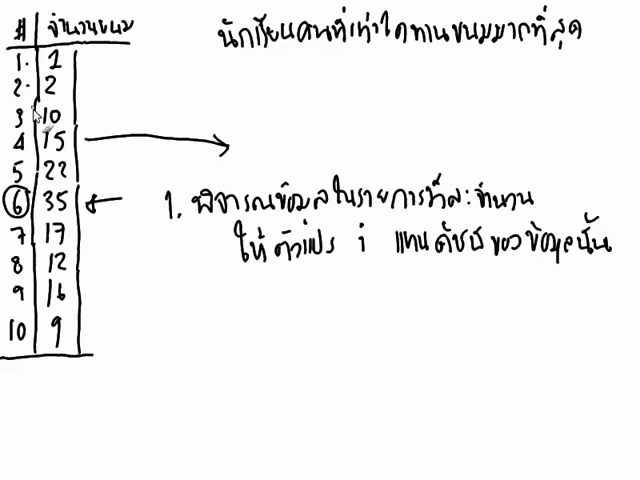 # จำนวนขนม
1. 1
2. 2
3 10
4 15
5 22
6 35
7 17
8 12
9 16
10 9
นักเรียนคนที่เท่าใดทานขนมมากที่สุด
1. พิจารณาข้อมูลในรายการทีละจำนวน
ให้ตัวแปร i แทนดัชนีของข้อมูลนั้น